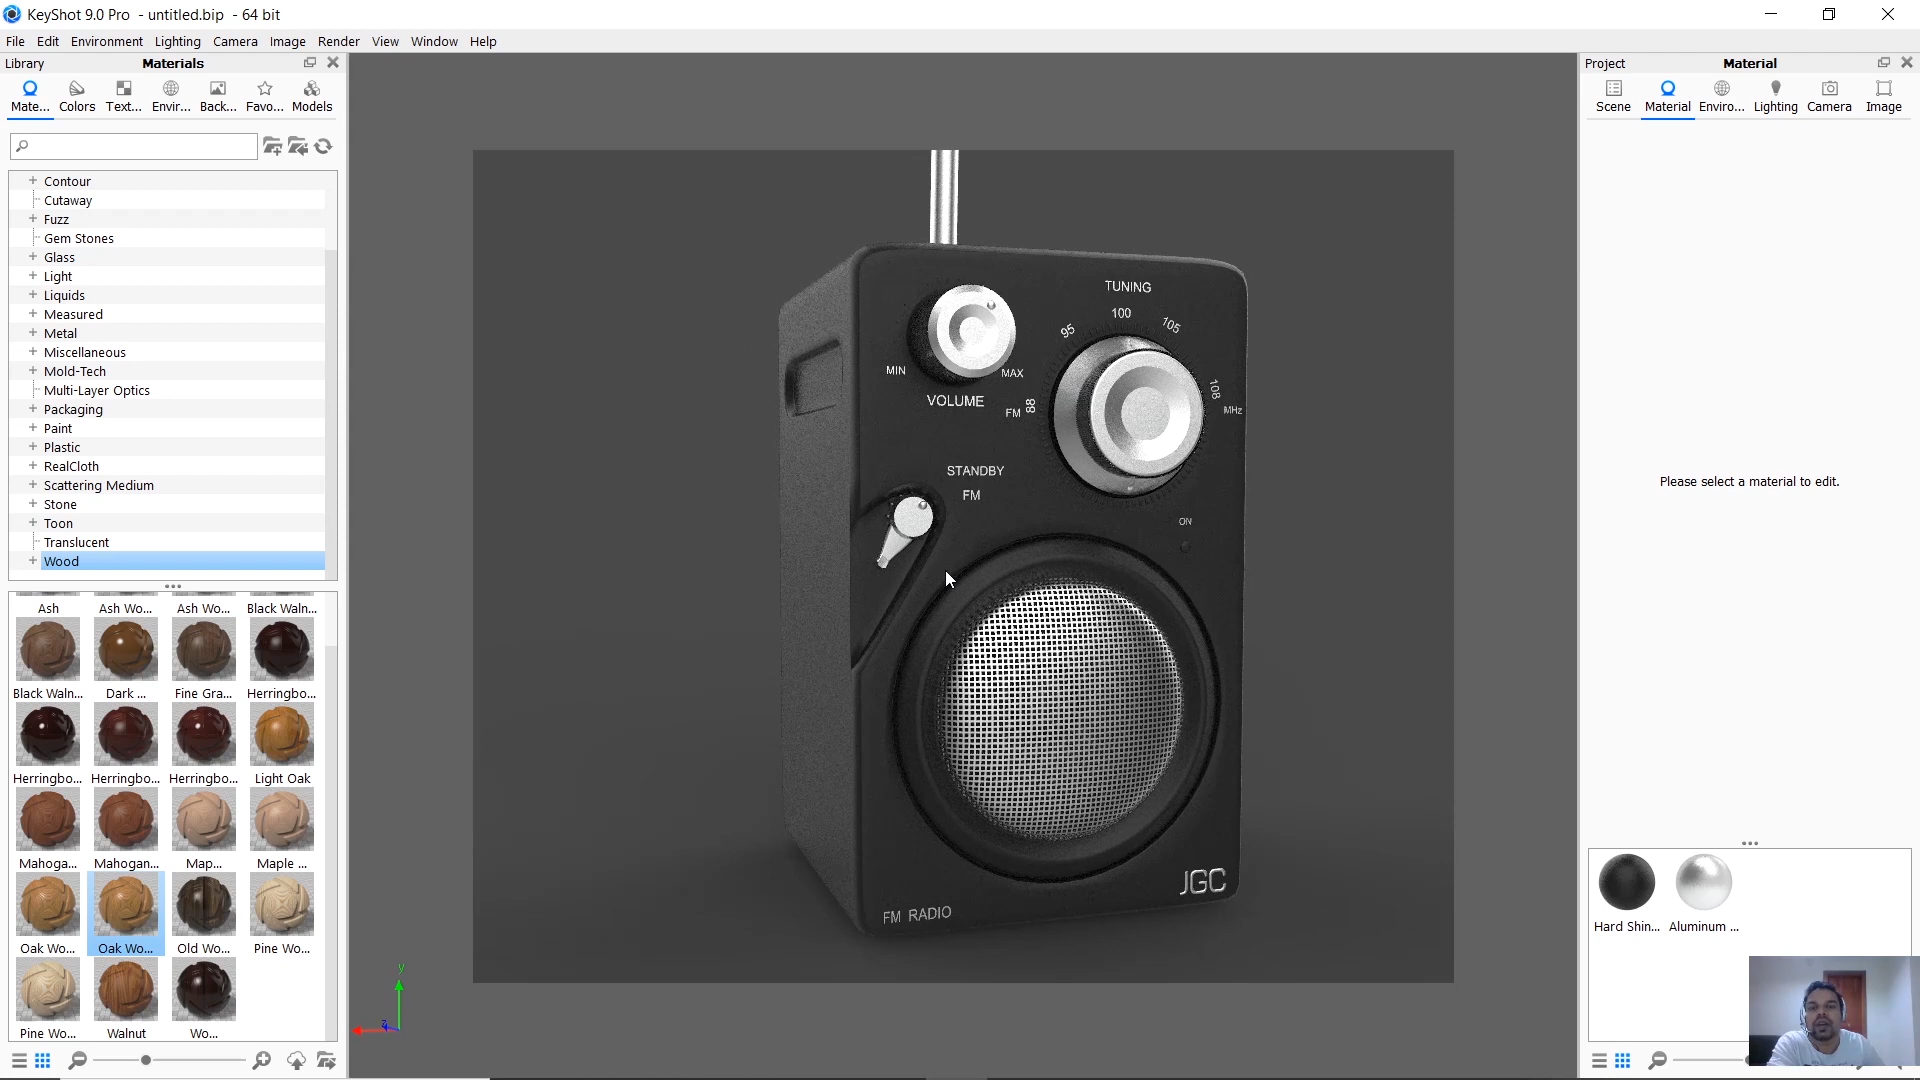 KeyShot 9.0 Pro - untitled.bip - 64 bit
File Edit Environment Lighting Camera Image Render View Window Help
Library Materials
Mate... Colors Text... Envir... Back... Favo... Models
Contour
Cutaway
Fuzz
Gem Stones
Glass
Light
Liquids
Measured
Metal
Miscellaneous
Mold-Tech
Multi-Layer Optics
Packaging
Paint
Plastic
RealCloth
Scattering Medium
Stone
Toon
Translucent
Wood
Ash Ash Wo... Ash Wo... Black Waln...
Black Waln... Dark ... Fine Gra... Herringbo...
Herringbo... Herringbo... Herringbo... Light Oak
Mahoga... Mahogan... Map... Maple ...
Oak Wo... Oak Wo... Old Wo... Pine Wo...
Pine Wo... Walnut Wo...
TUNING
95 100 105
MIN MAX
VOLUME
FM 88 108 MHz
STANDBY
FM
ON
JGC
FM RADIO
y
z
Project Material
Scene Material Enviro... Lighting Camera Image
Please select a material to edit.
Hard Shin... Aluminum ...